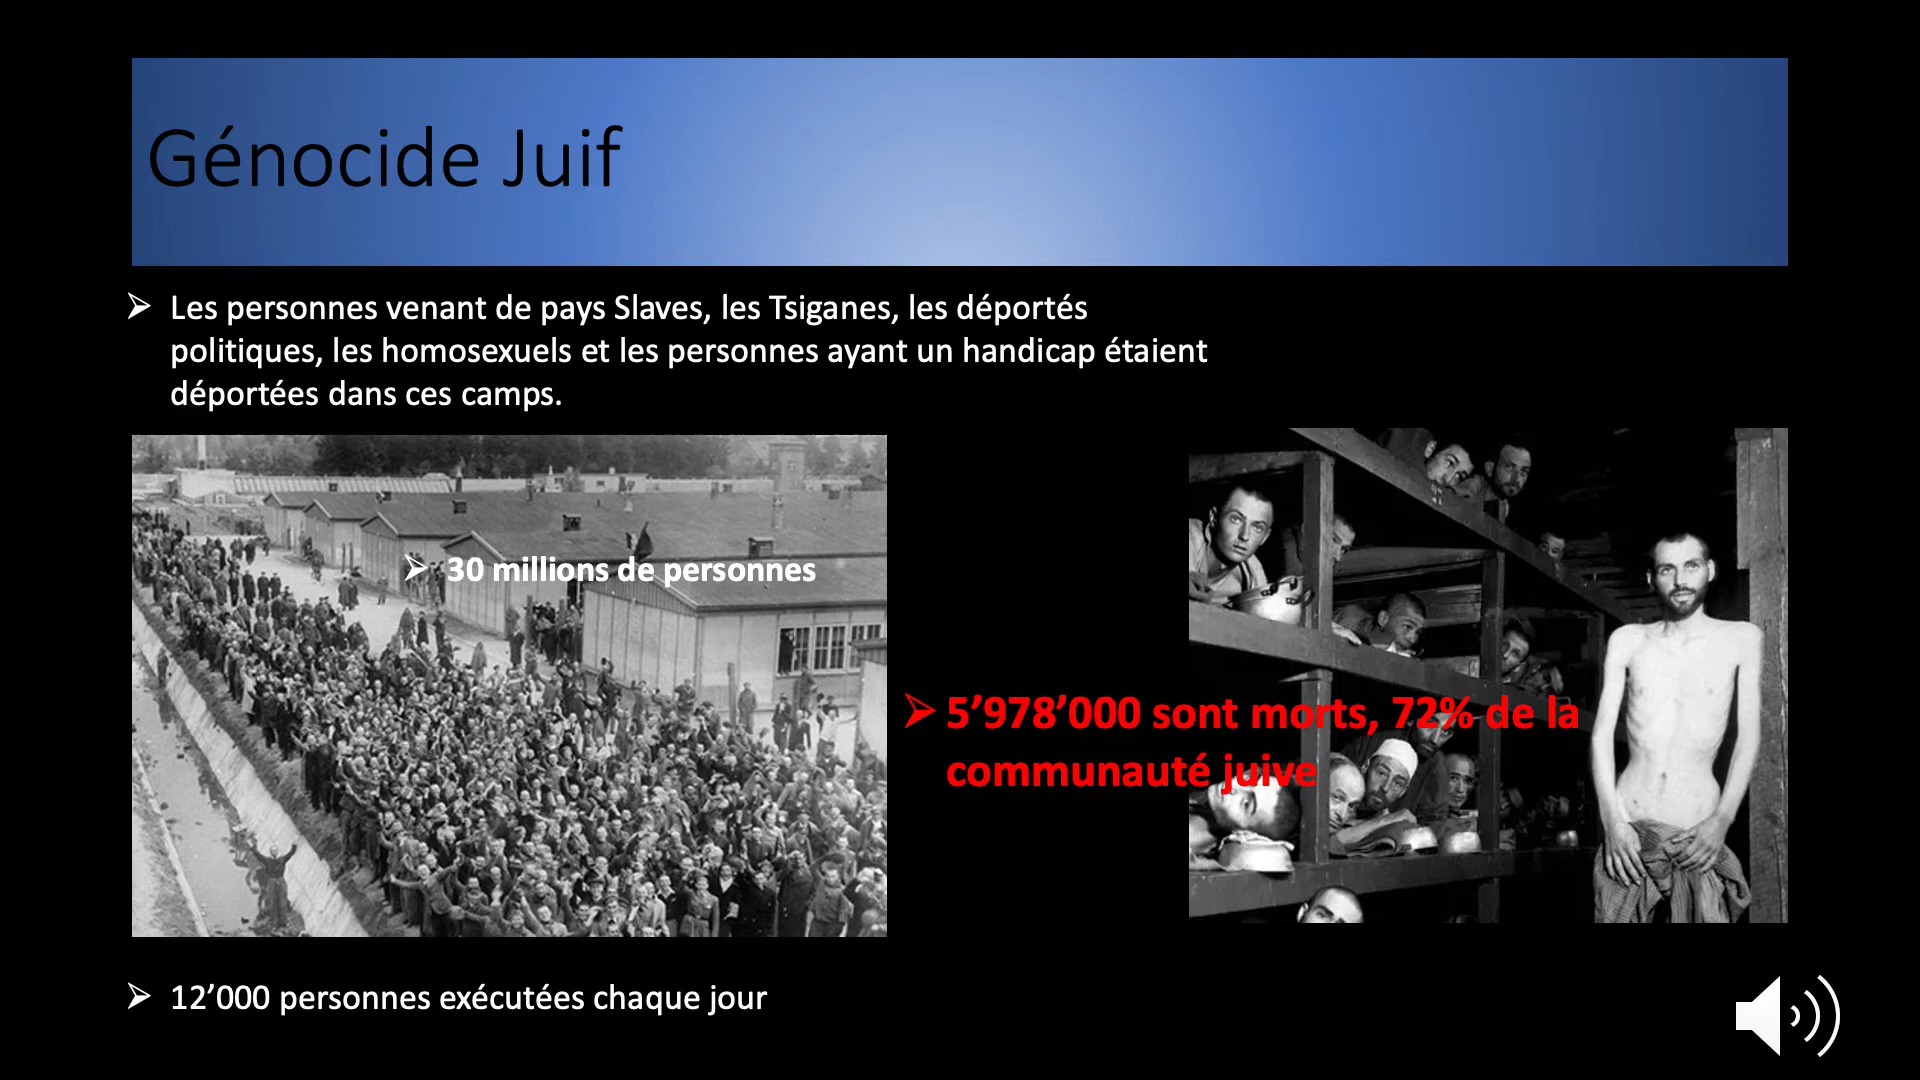 Génocide Juif
Les personnes venant de pays Slaves, les Tsiganes, les déportés
politiques, les homosexuels et les personnes ayant un handicap étaient
déportées dans ces camps.
30 millions de personnes
5’978’000 sont morts, 72% de la
communauté juive
12’000 personnes exécutées chaque jour